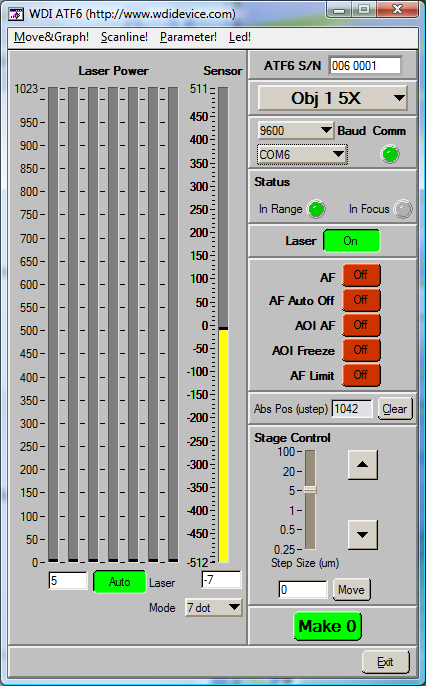 WDI ATF6 (http://www.wdidevice.com)
Move&Graph! Scanline! Parameter! Led!
Laser Power
Sensor
1023
950
900
850
800
750
700
650
600
550
500
450
400
350
300
250
200
150
100
50
0
511
450
400
350
300
250
200
150
100
50
0
-50
-100
-150
-200
-250
-300
-350
-400
-450
-512
5 Auto Laser -7
Mode 7 dot
ATF6 S/N 006 0001
Obj 1 5X
9600 Baud Comm
COM6
Status
In Range In Focus
Laser On
AF Off
AF Auto Off Off
AOI AF Off
AOI Freeze Off
AF Limit Off
Abs Pos (ustep) 1042 Clear
Stage Control
100
20
5
1
0.5
0.25
Step Size (um)
0 Move
Make 0
Exit